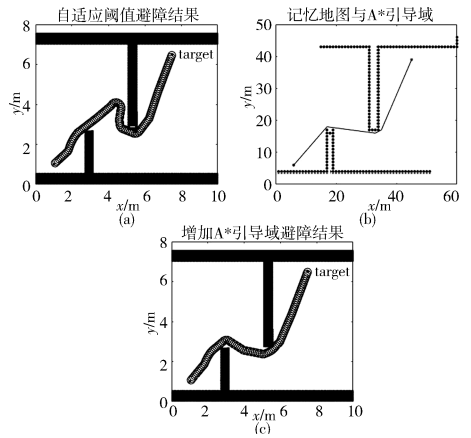 自适应阈值避障结果
8
6
4
2
0
y/m
target
0 2 4 6 8 10
x/m
(a)
记忆地图与A*引导域
50
40
30
20
10
0
y/m
0 20 40 60
x/m
(b)
增加A*引导域避障结果
8
6
4
2
0
y/m
target
0 2 4 6 8 10
x/m
(c)